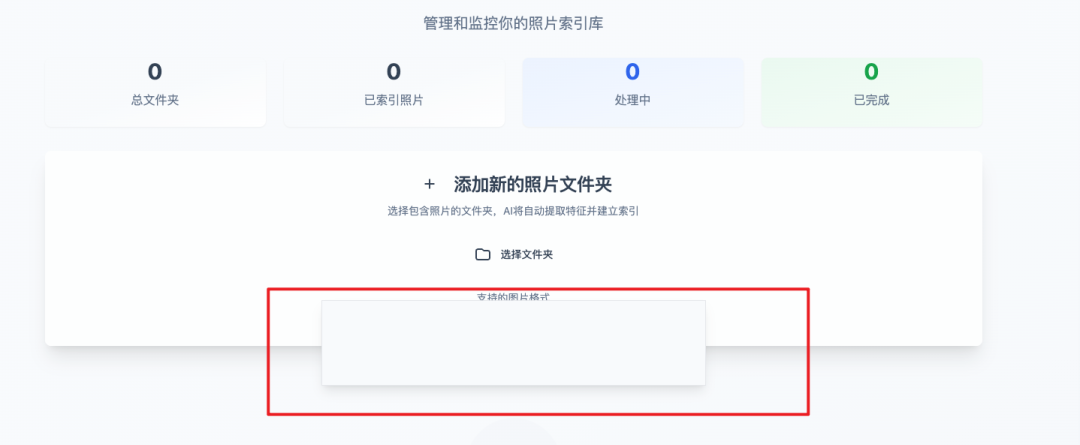 管理和监控你的照片索引库
0
0
0
0
总文件夹
已索引照片
处理中
已完成
+ 添加新的照片文件夹
选择包含照片的文件夹，AI将自动提取特征并建立索引
选择文件夹
支持的图片格式